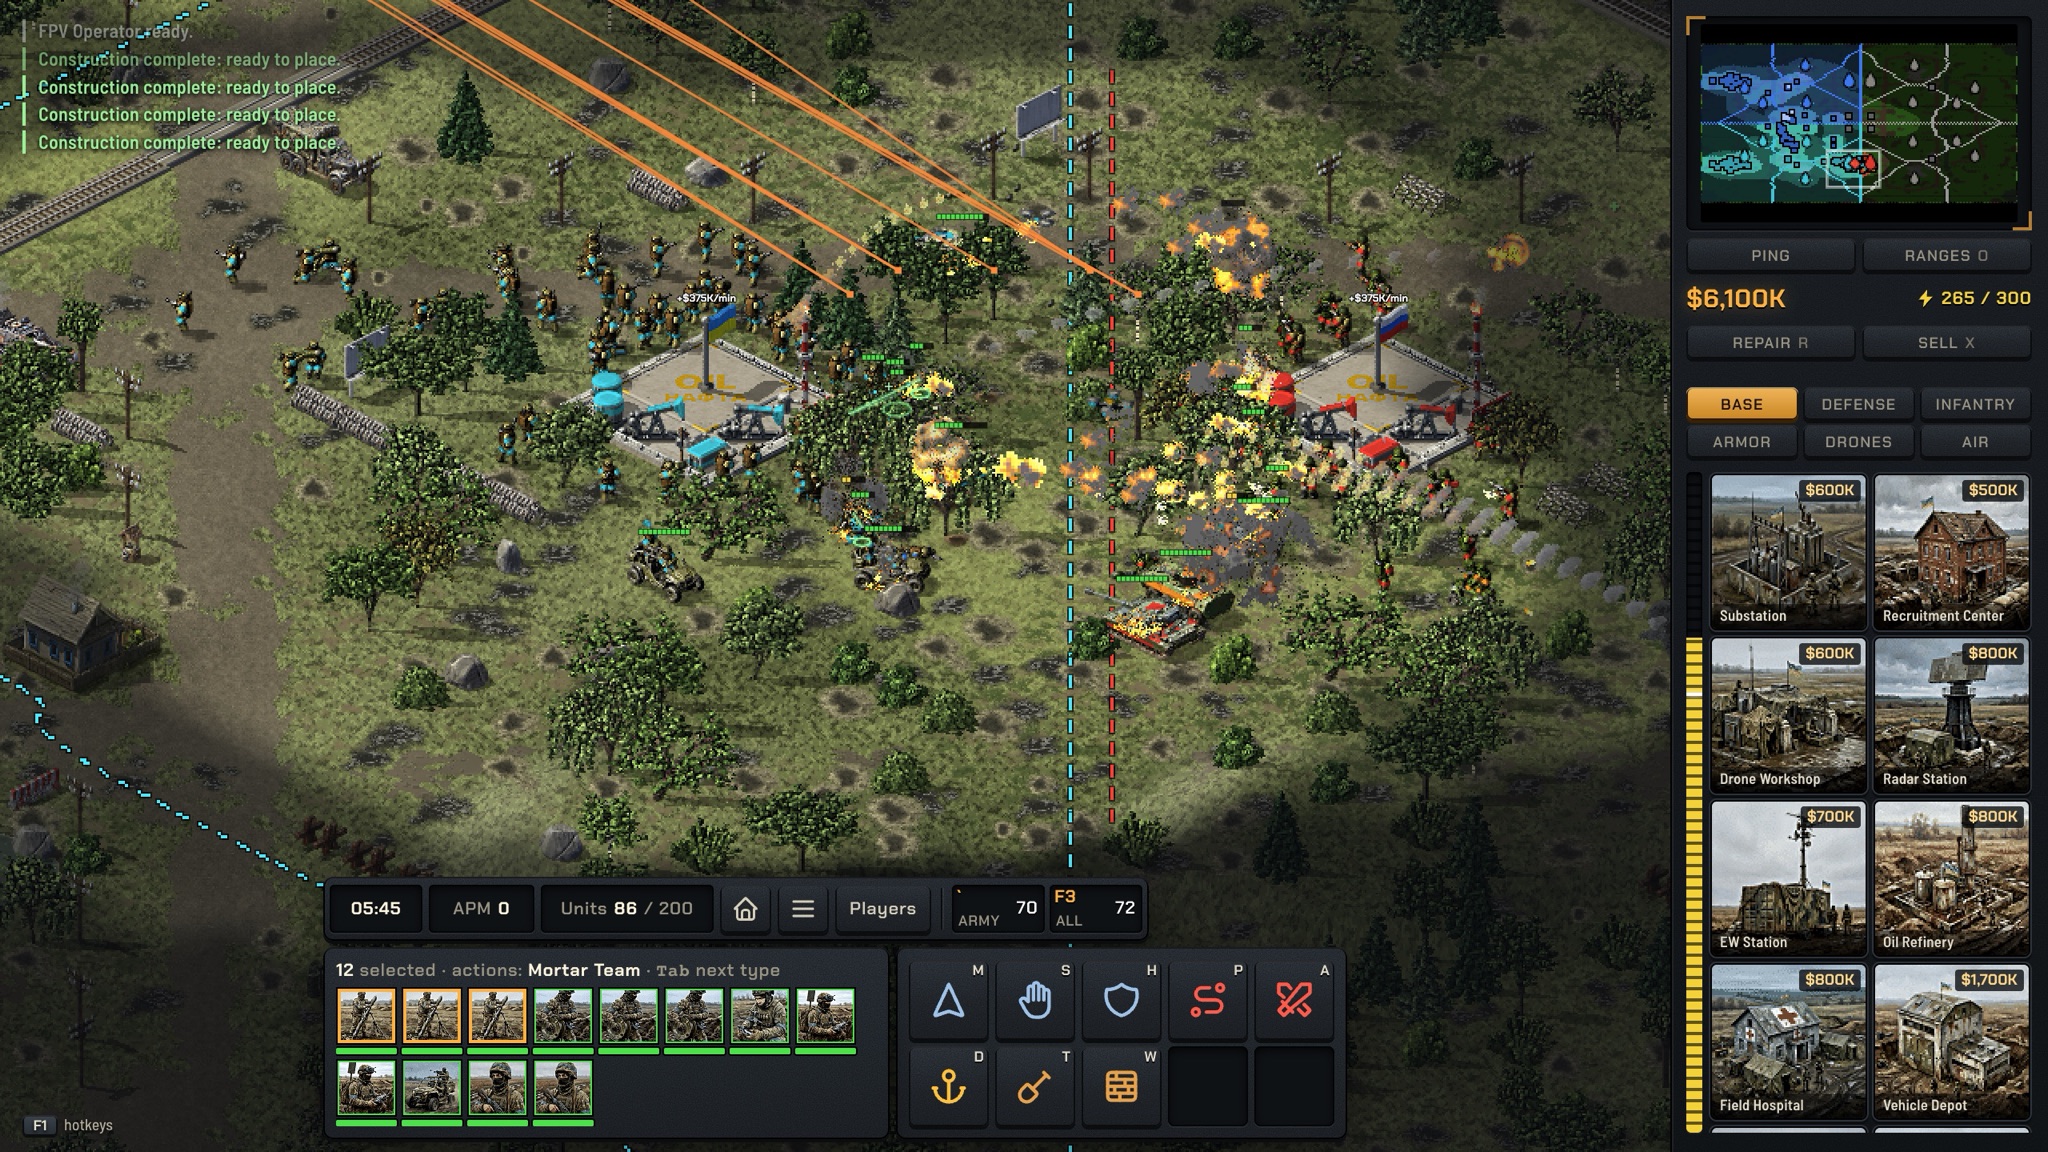 FPV Operator ready.
Construction complete: ready to place.
Construction complete: ready to place.
Construction complete: ready to place.
Construction complete: ready to place.
+$375K/min
+$375K/min
OIL
НАФТА
OIL
НАФТА
PING
RANGES O
$6,100K
265 / 300
REPAIR R
SELL X
BASE
DEFENSE
INFANTRY
ARMOR
DRONES
AIR
$600K
Substation
$500K
Recruitment Center
$600K
Drone Workshop
$800K
Radar Station
$700K
EW Station
$800K
Oil Refinery
$800K
Field Hospital
$1,700K
Vehicle Depot
05:45
APM 0
Units 86 / 200
Players
` 70
ARMY
F3 72
ALL
12 selected · actions: Mortar Team · Tab next type
M
S
H
P
A
D
T
W
F1 hotkeys